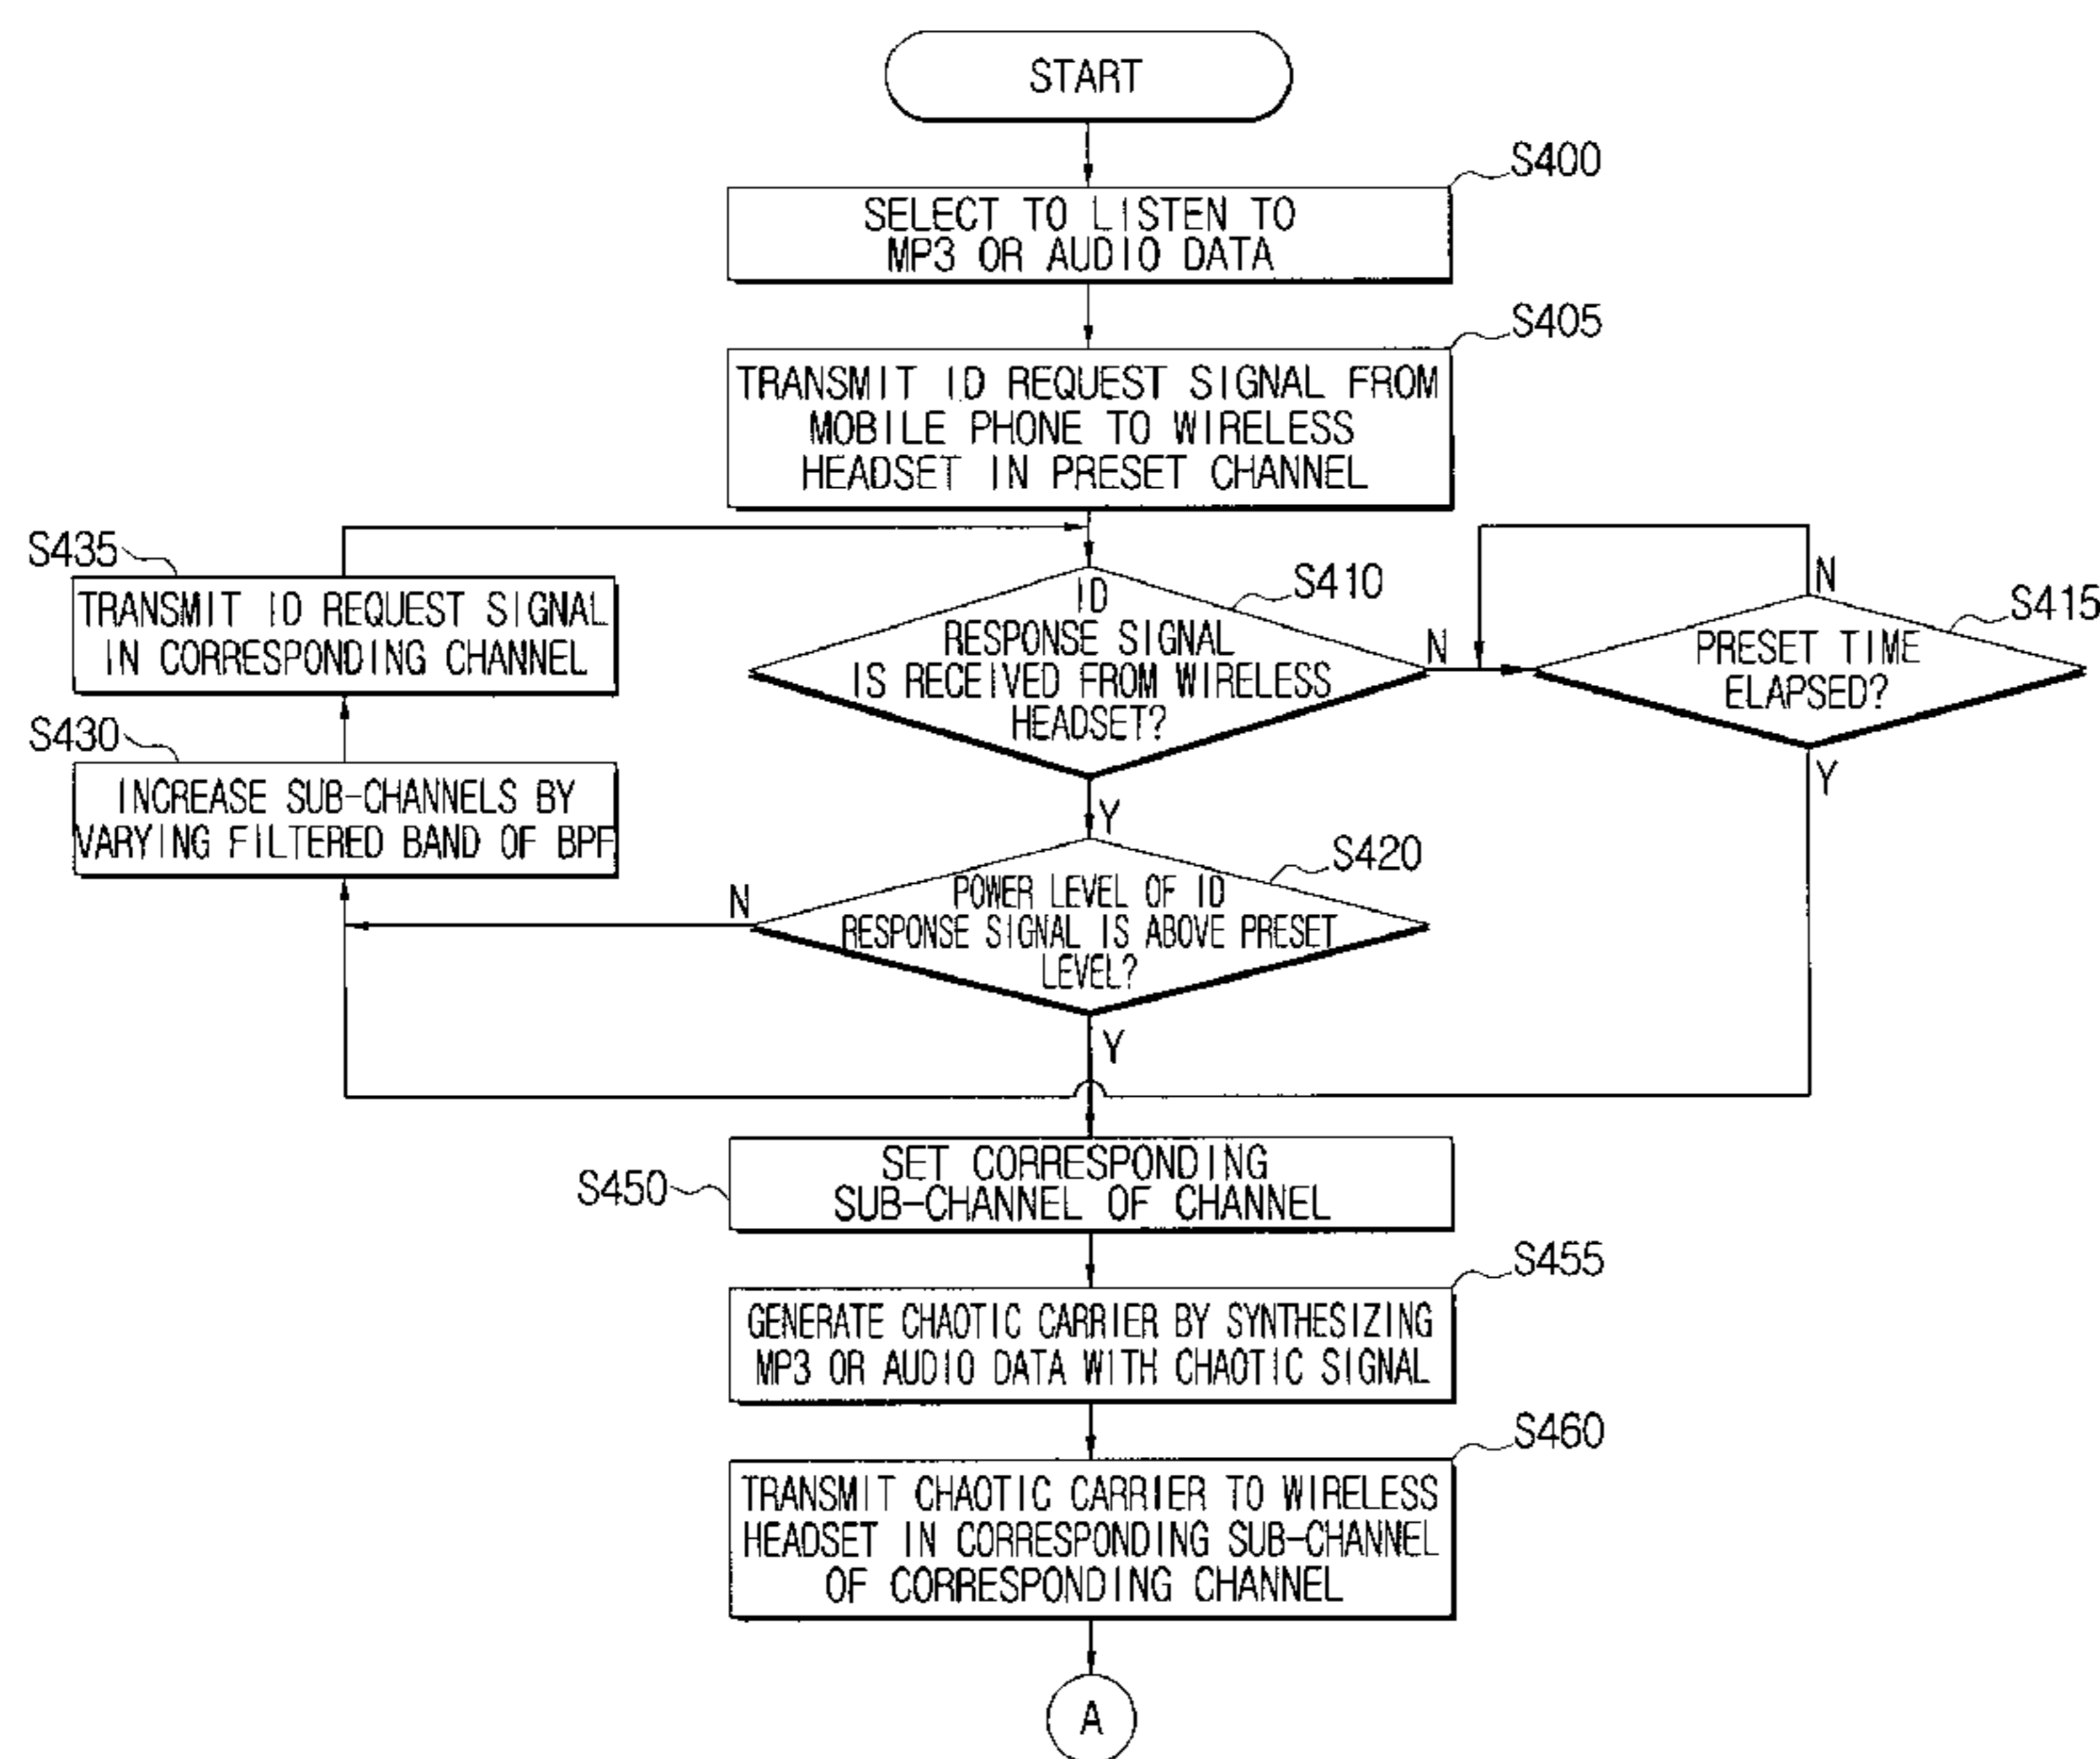 START
S400
SELECT TO LISTEN TO
MP3 OR AUDIO DATA
S405
TRANSMIT ID REQUEST SIGNAL FROM
MOBILE PHONE TO WIRELESS
HEADSET IN PRESET CHANNEL
S435
TRANSMIT ID REQUEST SIGNAL
IN CORRESPONDING CHANNEL
S410
ID
RESPONSE SIGNAL
IS RECEIVED FROM WIRELESS
HEADSET?
N
N
S415
PRESET TIME
ELAPSED?
Y
S430
INCREASE SUB-CHANNELS BY
VARYING FILTERED BAND OF BPF
Y
S420
N
POWER LEVEL OF ID
RESPONSE SIGNAL IS ABOVE PRESET
LEVEL?
Y
S450
SET CORRESPONDING
SUB-CHANNEL OF CHANNEL
S455
GENERATE CHAOTIC CARRIER BY SYNTHESIZING
MP3 OR AUDIO DATA WITH CHAOTIC SIGNAL
S460
TRANSMIT CHAOTIC CARRIER TO WIRELESS
HEADSET IN CORRESPONDING SUB-CHANNEL
OF CORRESPONDING CHANNEL
A